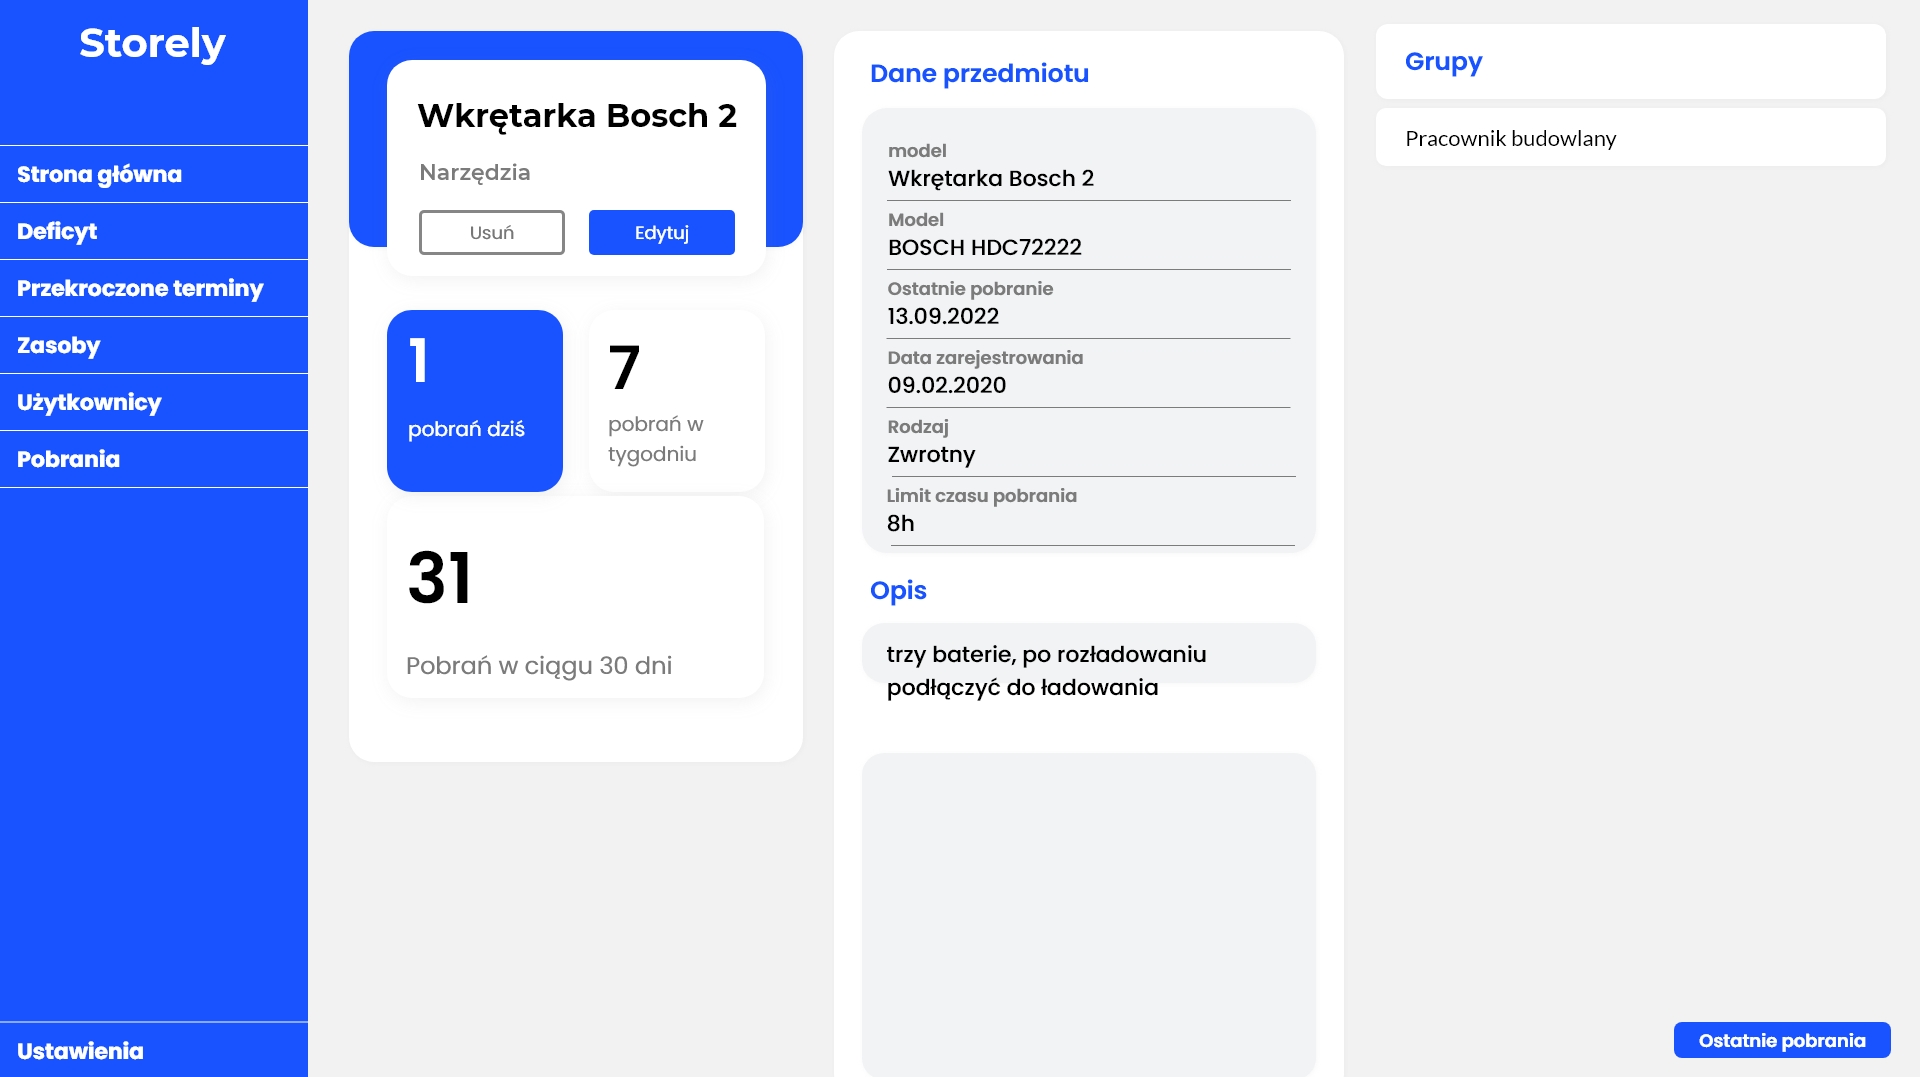 Storely
Strona główna
Deficyt
Przekroczone terminy
Zasoby
Użytkownicy
Pobrania
Ustawienia
Wkrętarka Bosch 2
Narzędzia
Usuń
Edytuj
1
pobrań dziś
7
pobrań w
tygodniu
31
Pobrań w ciągu 30 dni
Dane przedmiotu
model
Wkrętarka Bosch 2
Model
BOSCH HDC72222
Ostatnie pobranie
13.09.2022
Data zarejestrowania
09.02.2020
Rodzaj
Zwrotny
Limit czasu pobrania
8h
Opis
trzy baterie, po rozładowaniu
podłączyć do ładowania
Grupy
Pracownik budowlany
Ostatnie pobrania